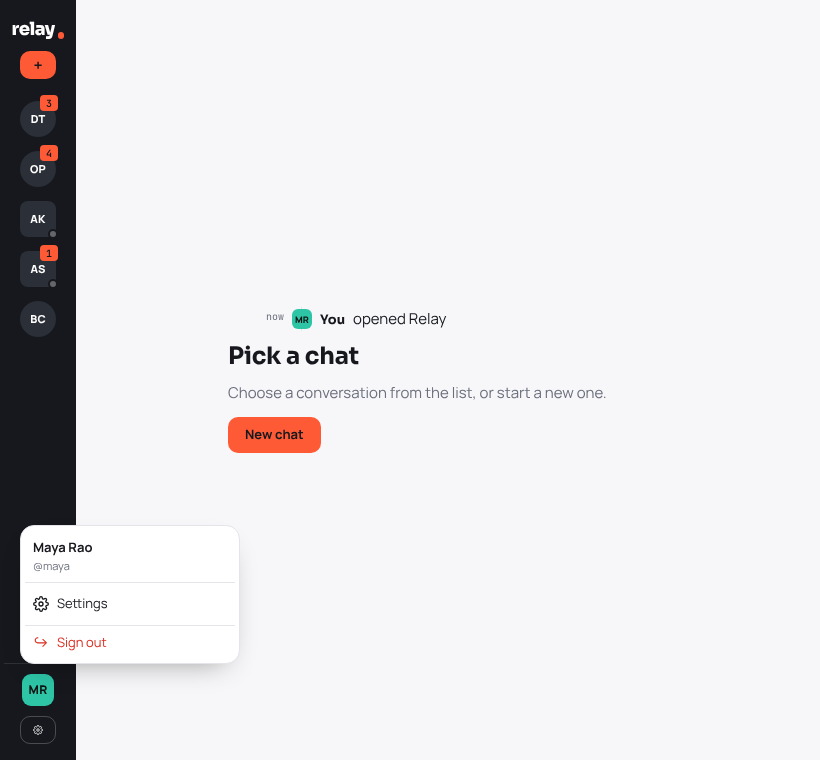 relay.
+
3
DT
4
OP
AK
1
AS
BC
now MR You opened Relay
Pick a chat
Choose a conversation from the list, or start a new one.
New chat
Maya Rao
@maya
Settings
Sign out
MR